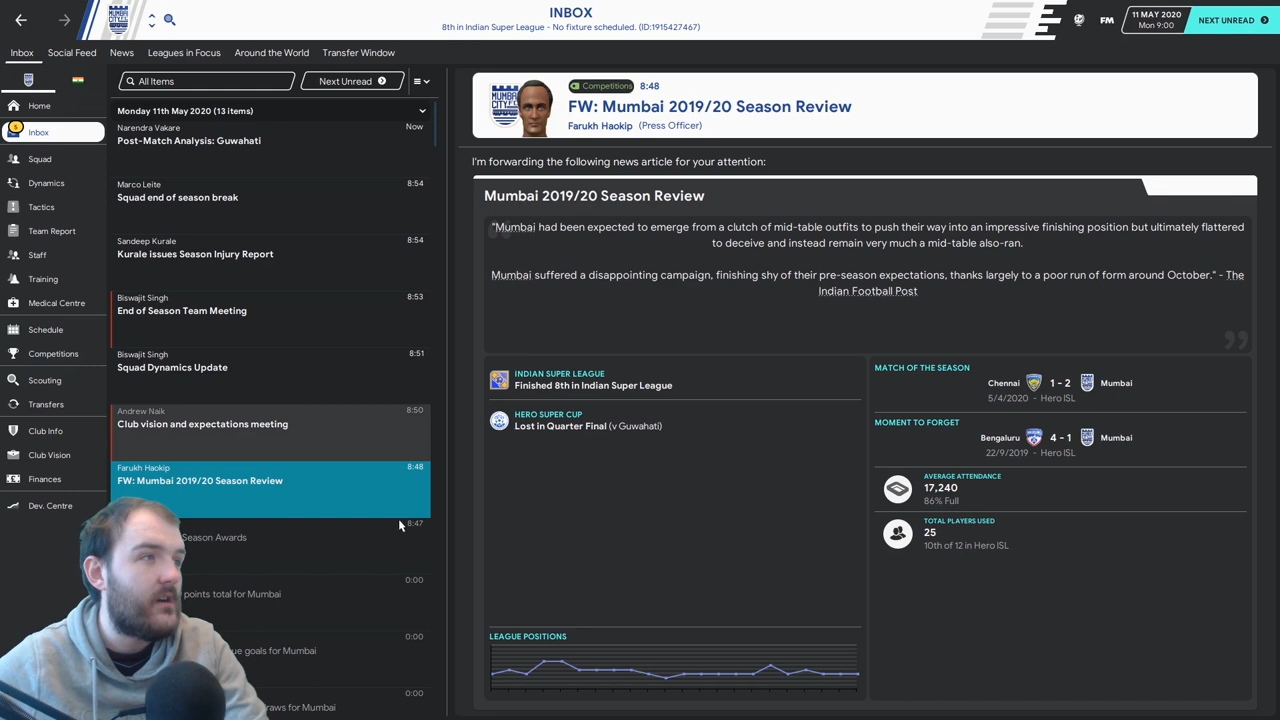 INBOX
8th in Indian Super League - No fixture scheduled. (ID:1915427467)
FM
11 MAY 2020
Mon 9:00
NEXT UNREAD
Inbox
Social Feed
News
Leagues in Focus
Around the World
Transfer Window
Home
5
Inbox
Squad
Dynamics
Tactics
Team Report
Staff
Training
Medical Centre
Schedule
Competitions
Scouting
Transfers
Club Info
Club Vision
Finances
Dev. Centre
All Items
Next Unread
Monday 11th May 2020 (13 items)
Narendra Vakare
Now
Post-Match Analysis: Guwahati
Marco Leite
8:54
Squad end of season break
Sandeep Kurale
8:54
Kurale issues Season Injury Report
Biswajit Singh
8:53
End of Season Team Meeting
Biswajit Singh
8:51
Squad Dynamics Update
Andrew Naik
8:50
Club vision and expectations meeting
Farukh Haokip
8:48
FW: Mumbai 2019/20 Season Review
8:47
Season Awards
0:00
points total for Mumbai
0:00
goals for Mumbai
0:00
raws for Mumbai
MUMBAI
CITY
Competitions
8:48
FW: Mumbai 2019/20 Season Review
Farukh Haokip (Press Officer)
I'm forwarding the following news article for your attention:
Mumbai 2019/20 Season Review
"Mumbai had been expected to emerge from a clutch of mid-table outfits to push their way into an impressive finishing position but ultimately flattered
to deceive and instead remain very much a mid-table also-ran.
Mumbai suffered a disappointing campaign, finishing shy of their pre-season expectations, thanks largely to a poor run of form around October." - The
Indian Football Post
INDIAN SUPER LEAGUE
Finished 8th in Indian Super League
HERO SUPER CUP
Lost in Quarter Final (v Guwahati)
LEAGUE POSITIONS
MATCH OF THE SEASON
Chennai 1 - 2 Mumbai
5/4/2020 - Hero ISL
MOMENT TO FORGET
Bengaluru 4 - 1 Mumbai
22/9/2019 - Hero ISL
AVERAGE ATTENDANCE
17,240
86% Full
TOTAL PLAYERS USED
25
10th of 12 in Hero ISL